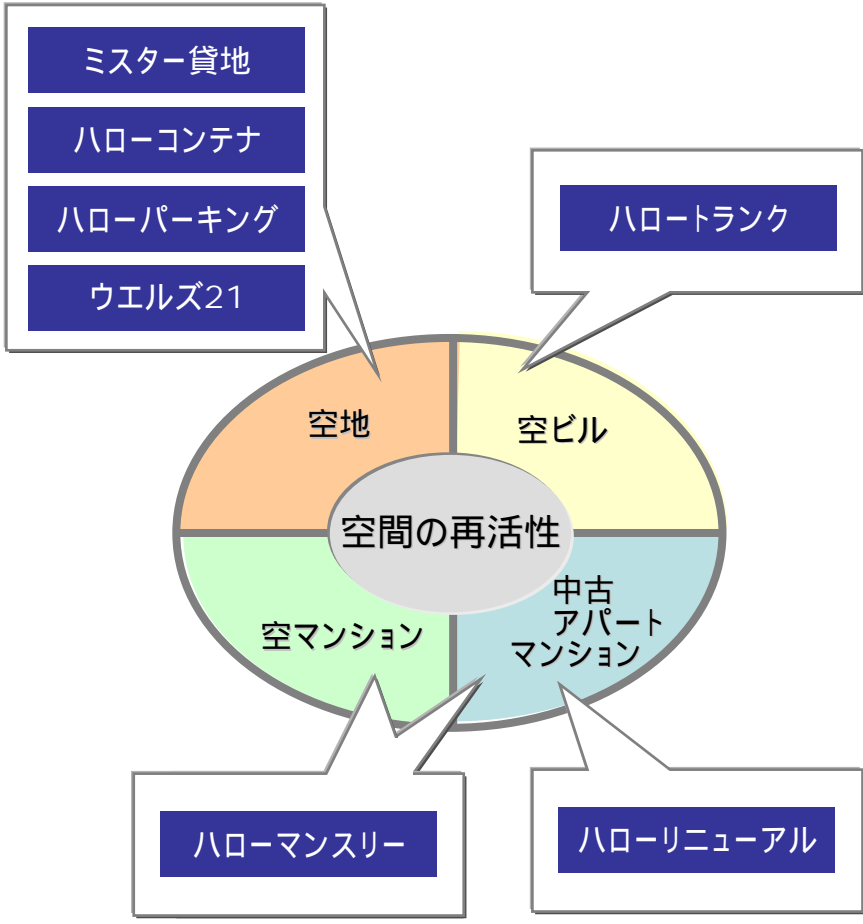 ミスター貸地
ハローコンテナ
ハローパーキング
ウエルズ21
ハロートランク
空地
空ビル
空間の再活性
空マンション
中古
アパート
マンション
ハローマンスリー
ハローリニューアル